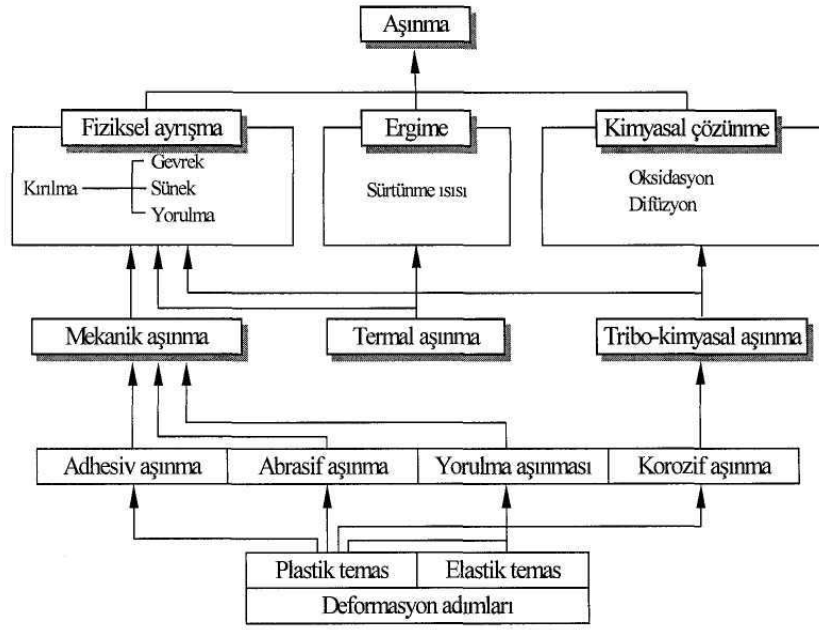 Aşınma
Fiziksel ayrışma
Ergime
Kimyasal çözünme
Gevrek
Kırılma
Sünek
Yorulma
Sürtünme ısısı
Oksidasyon
Difüzyon
Mekanik aşınma
Termal aşınma
Tribo-kimyasal aşınma
Adhesiv aşınma
Abrasif aşınma
Yorulma aşınması
Korozif aşınma
Plastik temas
Elastik temas
Deformasyon adımları